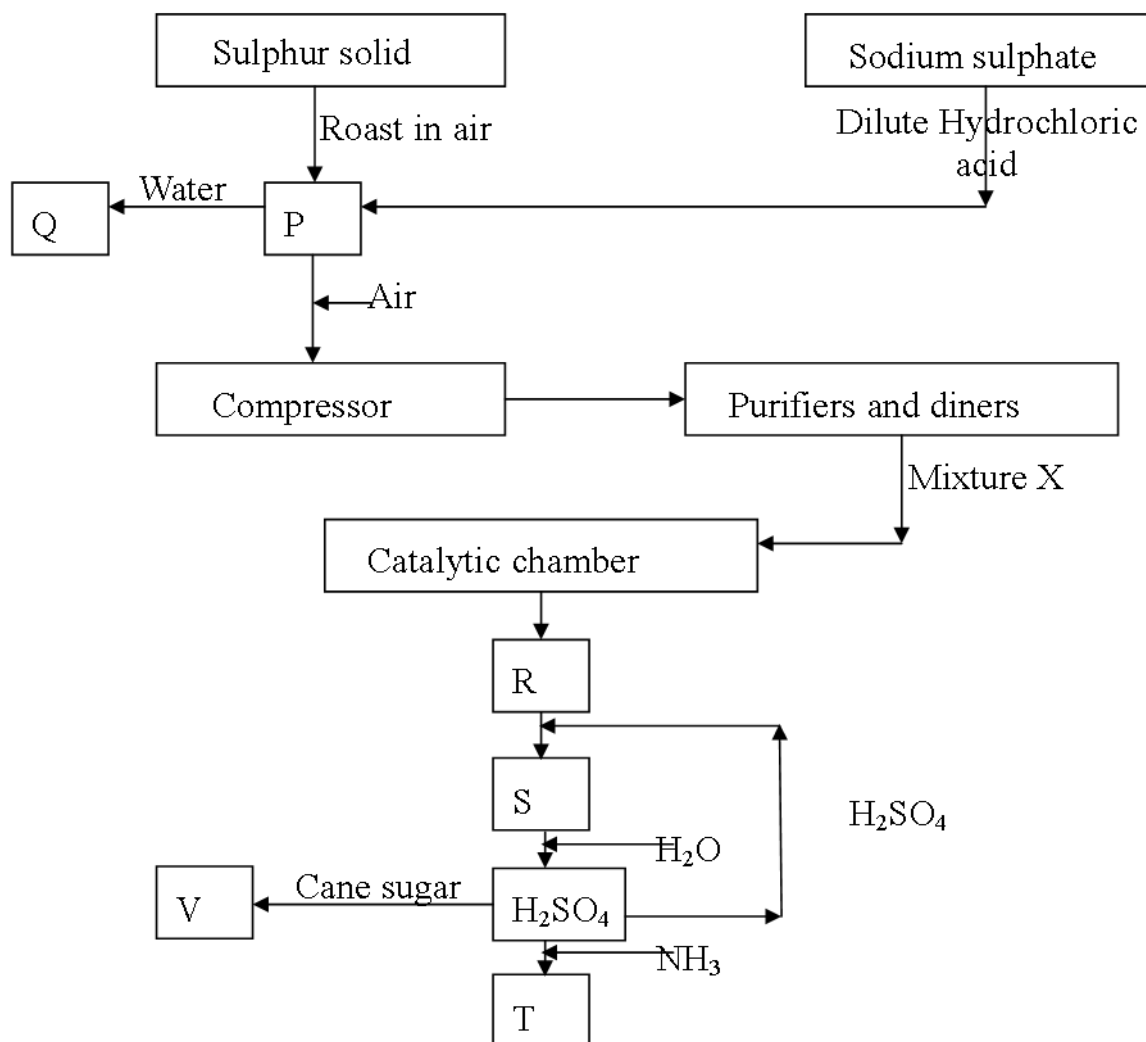 Sulphur solid
Sodium sulphate
Roast in air
Dilute Hydrochloric
acid
Water
Q
P
Air
Compressor
Purifiers and diners
Mixture X
Catalytic chamber
R
S
H₂SO₄
H₂O
Cane sugar
V
H₂SO₄
NH₃
T